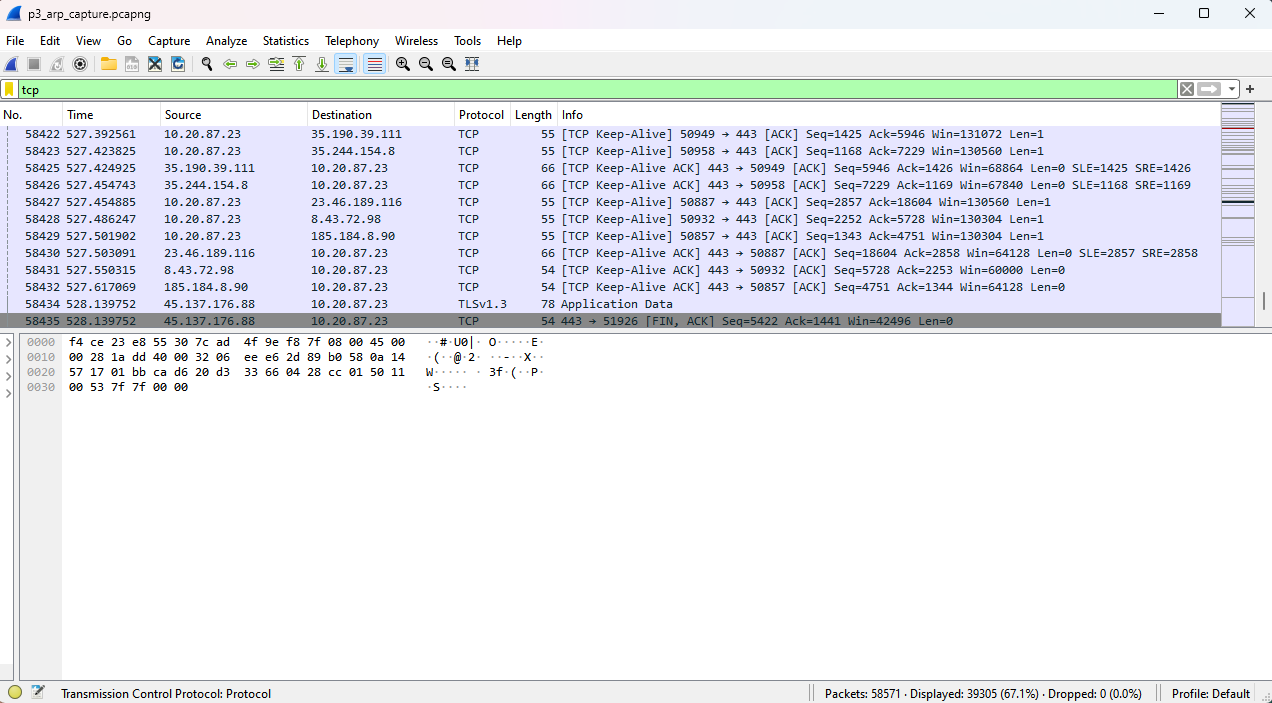 p3_arp_capture.pcapng
File Edit View Go Capture Analyze Statistics Telephony Wireless Tools Help
tcp
No. Time Source Destination Protocol Length Info
58422 527.392561 10.20.87.23 35.190.39.111 TCP 55 [TCP Keep-Alive] 50949 → 443 [ACK] Seq=1425 Ack=5946 Win=131072 Len=1
58423 527.423825 10.20.87.23 35.244.154.8 TCP 55 [TCP Keep-Alive] 50958 → 443 [ACK] Seq=1168 Ack=7229 Win=130560 Len=1
58425 527.424925 35.190.39.111 10.20.87.23 TCP 66 [TCP Keep-Alive ACK] 443 → 50949 [ACK] Seq=5946 Ack=1426 Win=68864 Len=0 SLE=1425 SRE=1426
58426 527.454743 35.244.154.8 10.20.87.23 TCP 66 [TCP Keep-Alive ACK] 443 → 50958 [ACK] Seq=7229 Ack=1169 Win=67840 Len=0 SLE=1168 SRE=1169
58427 527.454885 10.20.87.23 23.46.189.116 TCP 55 [TCP Keep-Alive] 50887 → 443 [ACK] Seq=2857 Ack=18604 Win=130560 Len=1
58428 527.486247 10.20.87.23 8.43.72.98 TCP 55 [TCP Keep-Alive] 50932 → 443 [ACK] Seq=2252 Ack=5728 Win=130304 Len=1
58429 527.501902 10.20.87.23 185.184.8.90 TCP 55 [TCP Keep-Alive] 50857 → 443 [ACK] Seq=1343 Ack=4751 Win=130304 Len=1
58430 527.503091 23.46.189.116 10.20.87.23 TCP 66 [TCP Keep-Alive ACK] 443 → 50887 [ACK] Seq=18604 Ack=2858 Win=64128 Len=0 SLE=2857 SRE=2858
58431 527.550315 8.43.72.98 10.20.87.23 TCP 54 [TCP Keep-Alive ACK] 443 → 50932 [ACK] Seq=5728 Ack=2253 Win=60000 Len=0
58432 527.617069 185.184.8.90 10.20.87.23 TCP 54 [TCP Keep-Alive ACK] 443 → 50857 [ACK] Seq=4751 Ack=1344 Win=64128 Len=0
58434 528.139752 45.137.176.88 10.20.87.23 TLSv1.3 78 Application Data
58435 528.139752 45.137.176.88 10.20.87.23 TCP 54 443 → 51926 [FIN, ACK] Seq=5422 Ack=1441 Win=42496 Len=0
0000 f4 ce 23 e8 55 30 7c ad 4f 9e f8 7f 08 00 45 00 ··#·U0|· O·····E·
0010 00 28 1a dd 40 00 32 06 ee e6 2d 89 b0 58 0a 14 ·(··@·2· ··-··X··
0020 57 17 01 bb ca d6 20 d3 33 66 04 28 cc 01 50 11 W····· · 3f·(··P·
0030 00 53 7f 7f 00 00 ·S····
Transmission Control Protocol: Protocol
Packets: 58571 · Displayed: 39305 (67.1%) · Dropped: 0 (0.0%)
Profile: Default